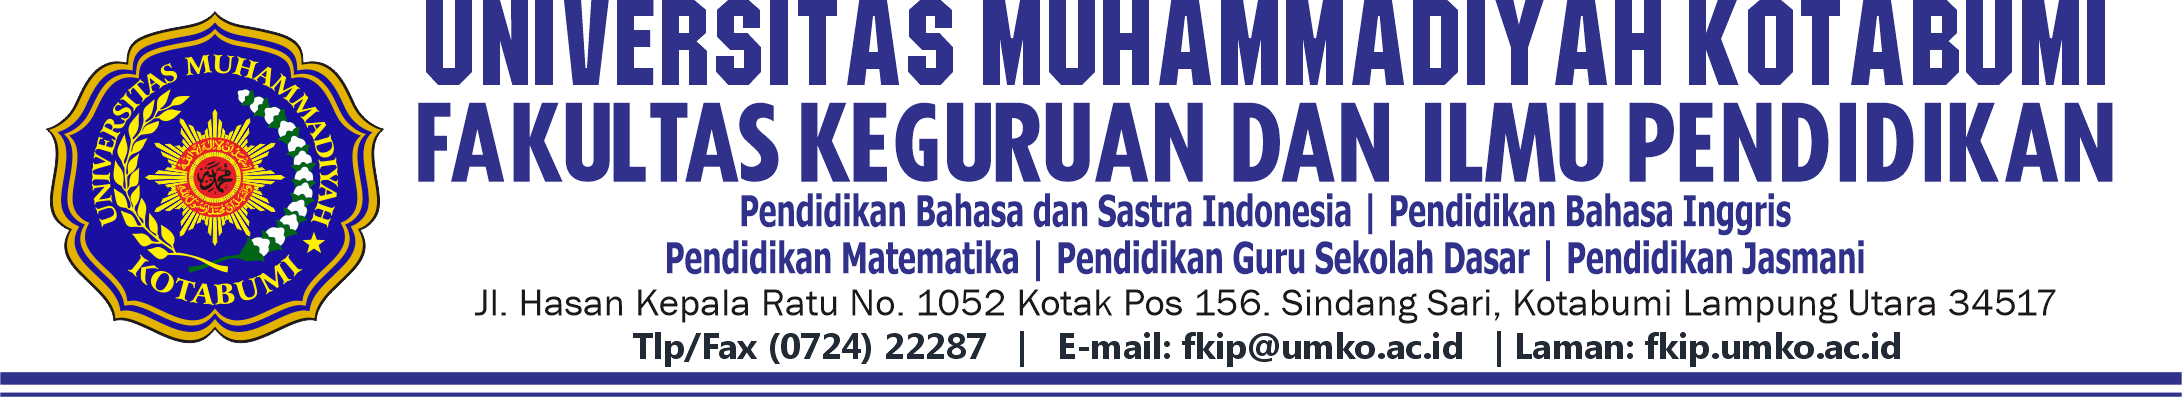 UNIVERSITAS MUHAMMADIYAH KOTABUMI
FAKULTAS KEGURUAN DAN ILMU PENDIDIKAN
Pendidikan Bahasa dan Sastra Indonesia | Pendidikan Bahasa Inggris
Pendidikan Matematika | Pendidikan Guru Sekolah Dasar | Pendidikan Jasmani
Jl. Hasan Kepala Ratu No. 1052 Kotak Pos 156. Sindang Sari, Kotabumi Lampung Utara 34517
Tlp/Fax (0724) 22287 | E-mail: fkip@umko.ac.id | Laman: fkip.umko.ac.id
UNIVERSITAS MUHAMMADIYAH
KOTABUMI